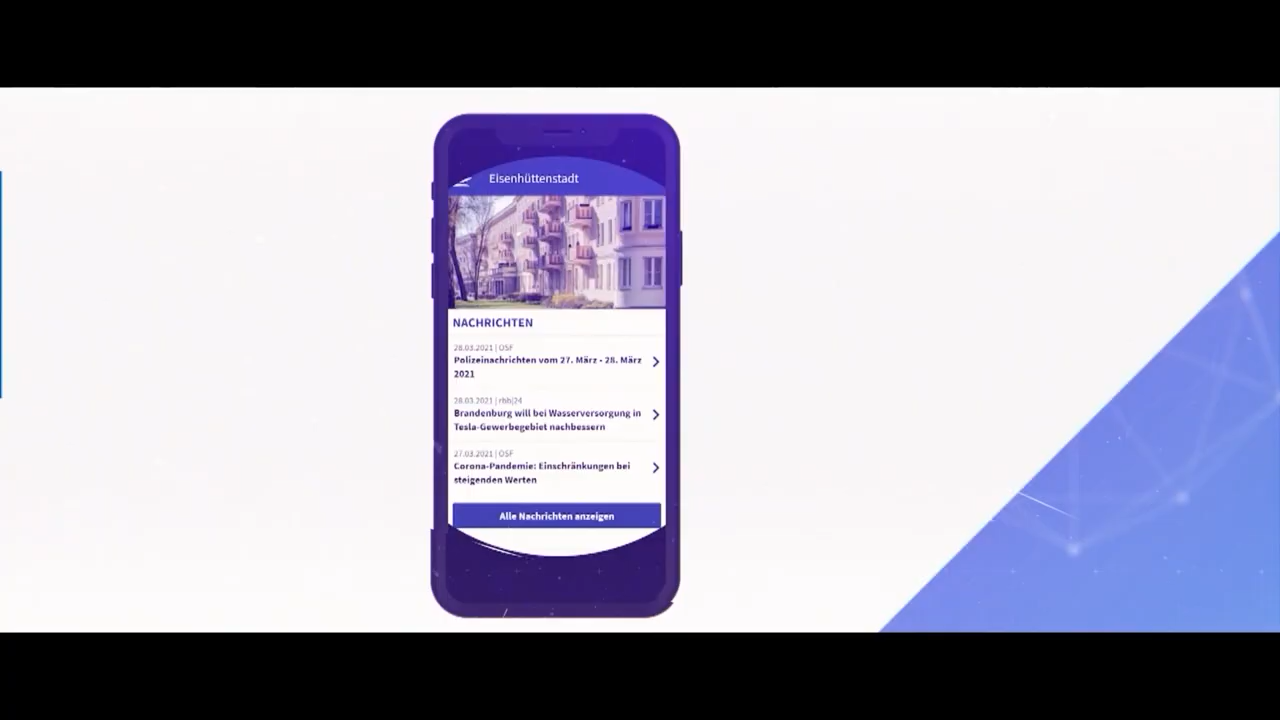 Eisenhüttenstadt
NACHRICHTEN
28.03.2021 | OSF
Polizeinachrichten vom 27. März - 28. März
2021
28.03.2021 | rbb|24
Brandenburg will bei Wasserversorgung in
Tesla-Gewerbegebiet nachbessern
27.03.2021 | OSF
Corona-Pandemie: Einschränkungen bei
steigenden Werten
Alle Nachrichten anzeigen